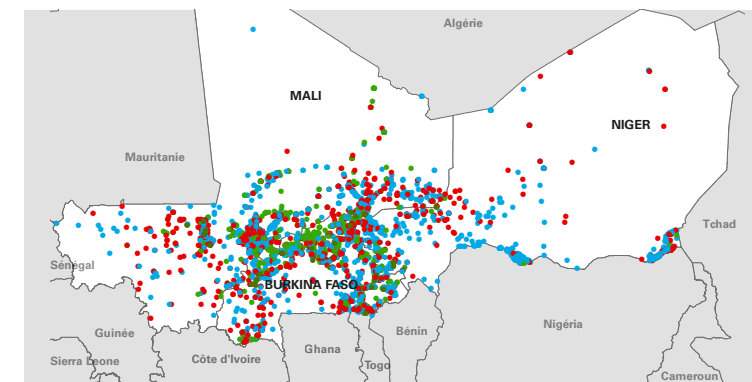 Algérie
MALI
NIGER
Mauritanie
Tchad
Sénégal
BURKINA FASO
Guinée
Bénin
Nigéria
Ghana
Côte d'Ivoire
Sierra Leone
Togo
Cameroun